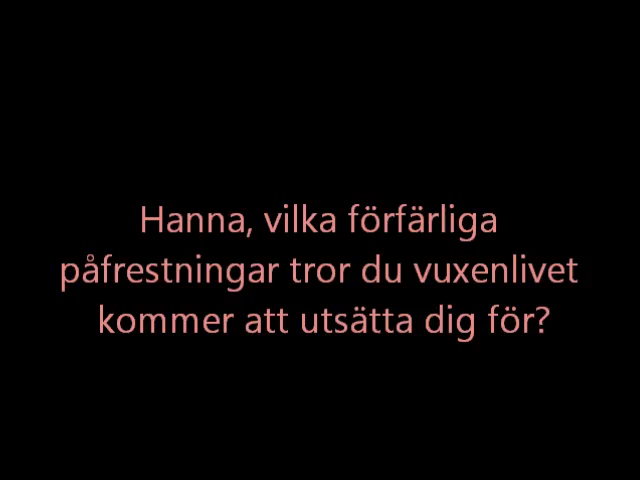 Hanna, vilka förfärliga
påfrestningar tror du vuxenlivet
kommer att utsätta dig för?